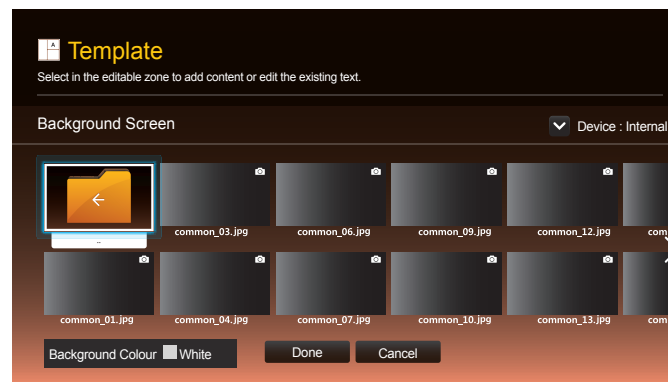 A
Template
Select in the editable zone to add content or edit the existing text.
Background Screen
Device : Internal
common_03.jpg common_06.jpg common_09.jpg common_12.jpg com
..
common_01.jpg common_04.jpg common_07.jpg common_10.jpg common_13.jpg com
Background Colour White Done Cancel